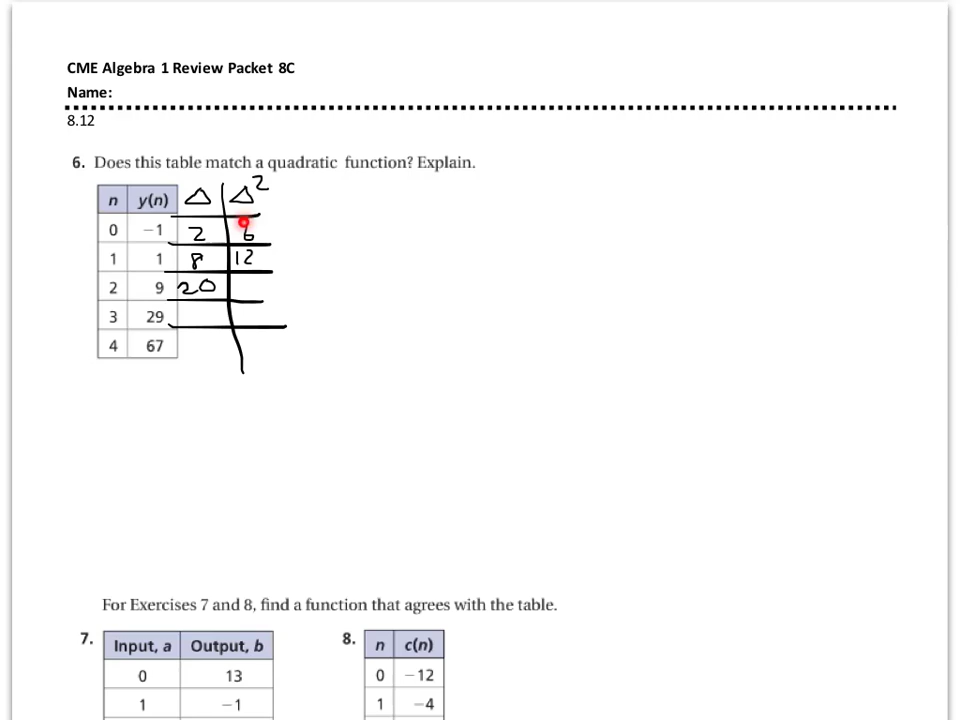 CME Algebra 1 Review Packet 8C
Name:
8.12
6. Does this table match a quadratic function? Explain.
n y(n) Δ Δ²
0 −1 2 6
1 1 8 12
2 9 20
3 29
4 67
For Exercises 7 and 8, find a function that agrees with the table.
7. Input, a Output, b
0 13
1 −1
8. n c(n)
0 −12
1 −4